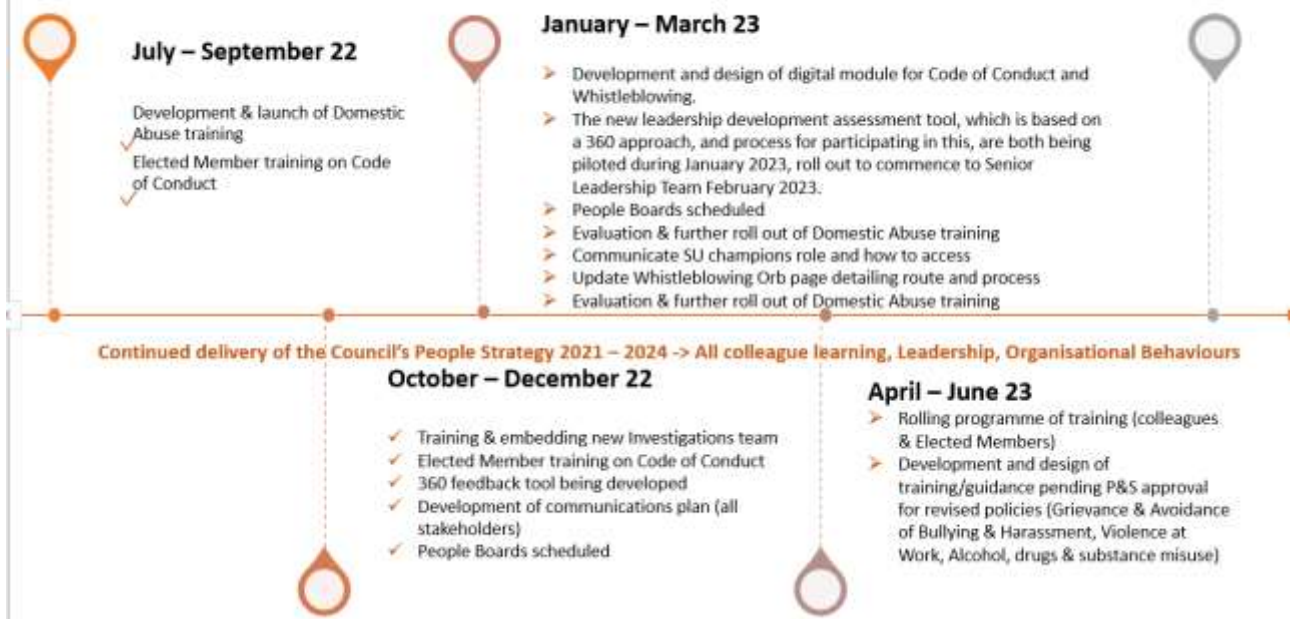 July – September 22
Development & launch of Domestic
Abuse training
Elected Member training on Code
of Conduct
January – March 23
Development and design of digital module for Code of Conduct and
Whistleblowing.
The new leadership development assessment tool, which is based on
a 360 approach, and process for participating in this, are both being
piloted during January 2023, roll out to commence to Senior
Leadership Team February 2023.
People Boards scheduled
Evaluation & further roll out of Domestic Abuse training
Communicate SU champions role and how to access
Update Whistleblowing Orb page detailing route and process
Evaluation & further roll out of Domestic Abuse training
Continued delivery of the Council's People Strategy 2021 – 2024 -> All colleague learning, Leadership, Organisational Behaviours
October – December 22
Training & embedding new Investigations team
Elected Member training on Code of Conduct
360 feedback tool being developed
Development of communications plan (all
stakeholders)
People Boards scheduled
April – June 23
Rolling programme of training (colleagues
& Elected Members)
Development and design of
training/guidance pending P&S approval
for revised policies (Grievance & Avoidance
of Bullying & Harassment, Violence at
Work, Alcohol, drugs & substance misuse)